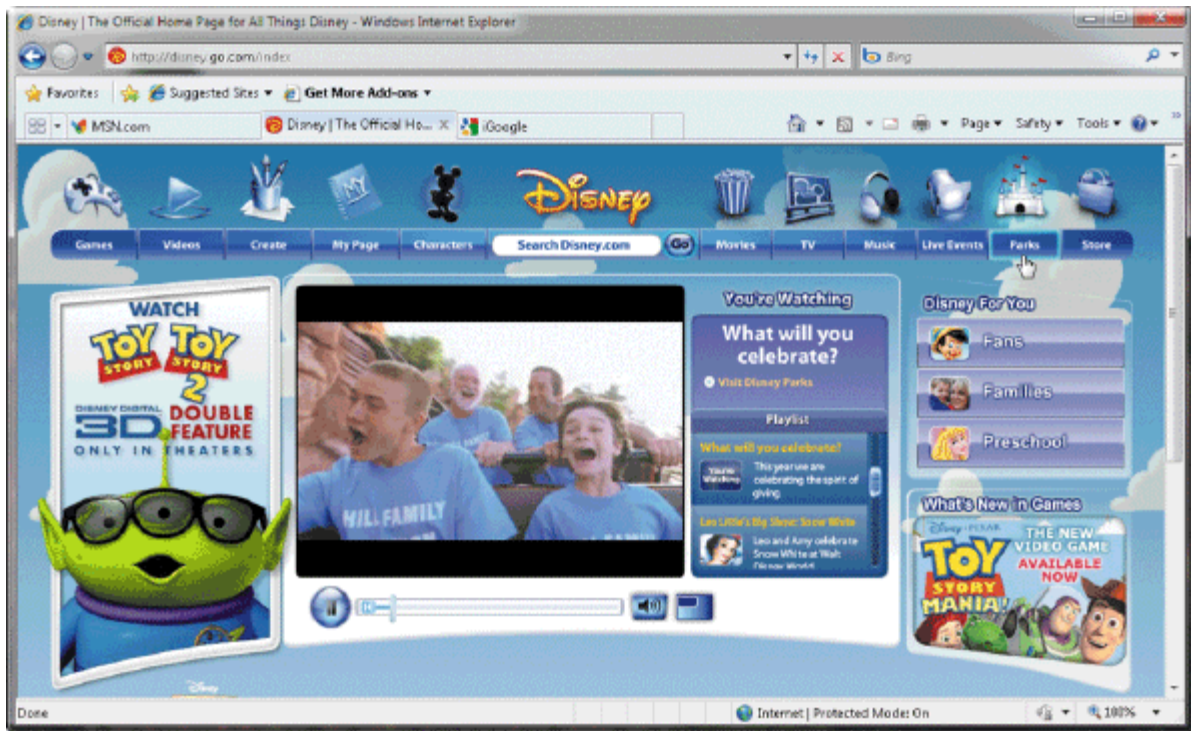 Disney | The Official Home Page for All Things Disney - Windows Internet Explorer
http://disney.go.com/index
Bing
Favorites
Suggested Sites
Get More Add-ons
MSN.com
Disney | The Official Ho...
iGoogle
Page
Safety
Tools
MY
Disney
Games
Videos
Create
My Page
Characters
Search Disney.com
Go
Movies
TV
Music
Live Events
Parks
Store
WATCH
TOY STORY
TOY STORY 2
DISNEY DIGITAL 3D
DOUBLE FEATURE
ONLY IN THEATERS
HILL FAMILY
You're Watching
What will you
celebrate?
Visit Disney Parks
Playlist
What will you celebrate?
You're Watching
This year we are
celebrating the spirit of
giving
Leo Little's Big Show: Snow White
Leo and Amy celebrate
Snow White at Walt
Disney World
Disney For You
Fans
Families
Preschool
What's New in Games
Disney·PIXAR
TOY
STORY
MANIA!
THE NEW
VIDEO GAME
AVAILABLE
NOW
Disney
Done
Internet | Protected Mode: On
100%